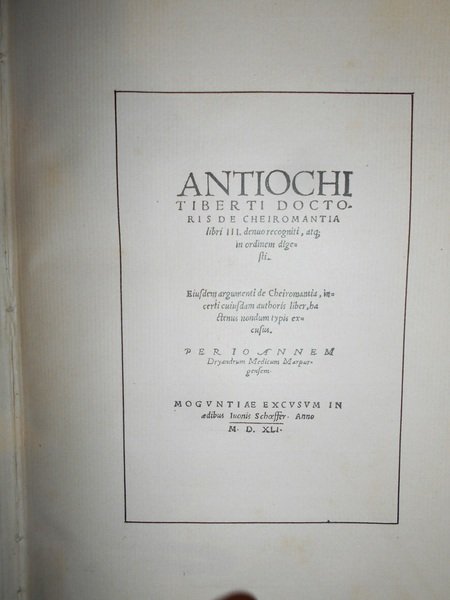 ANTIOCHI
TIBERTI DOCTO-
RIS DE CHEIROMANTIA
libri III. denuo recogniti, atq;
in ordinem dige-
sti.
Eiusdem argumenti de Cheiromantia, in-
certi cuiusdam authoris liber, ha
ctenus nondum typis ex-
cusus.
PER IOANNEM
Dryandrum Medicum Marpur-
gensem.
MOGVNTIAE EXCVSVM IN
ædibus Iuonis Schœffer. Anno
M. D. XLI.